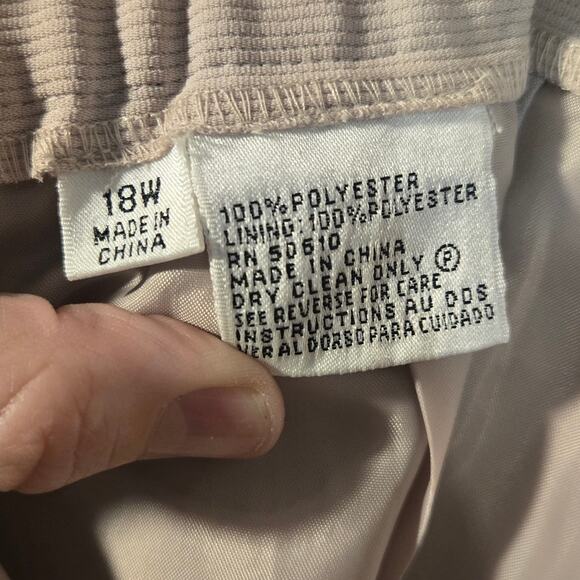 18W
MADE IN
CHINA
100% POLYESTER
LINING: 100% POLYESTER
RN 50610
MADE IN CHINA
DRY CLEAN ONLY Ⓟ
SEE REVERSE FOR CARE
INSTRUCTIONS AU DOS
VER AL DORSO PARA CUIDADO